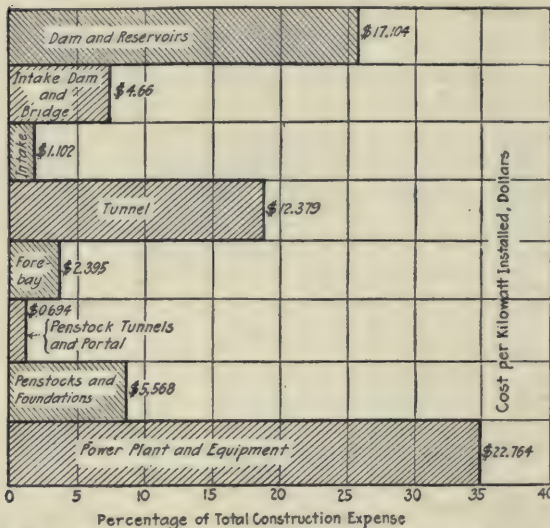 Dam and Reservoirs
$17.104
Intake Dam
and
Bridge
$4.66
Intake
$1.102
Tunnel
$12.379
Fore-
bay
$2.395
$0694
Penstock Tunnels
and Portal
Penstocks and
Foundations
$5.568
Power Plant and Equipment
$22.764
Cost per Kilowatt Installed, Dollars
0 5 10 15 20 25 30 35 40
Percentage of Total Construction Expense